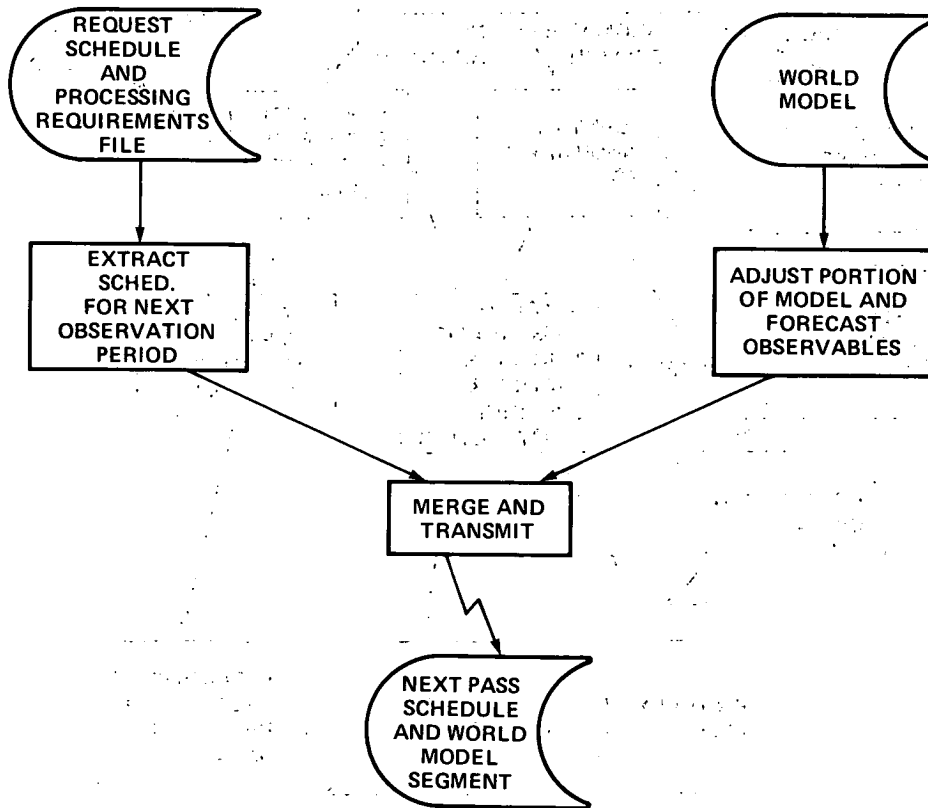 REQUEST
SCHEDULE
AND
PROCESSING
REQUIREMENTS
FILE
WORLD
MODEL
EXTRACT
SCHED.
FOR NEXT
OBSERVATION
PERIOD
ADJUST PORTION
OF MODEL AND
FORECAST
OBSERVABLES
MERGE AND
TRANSMIT
NEXT PASS
SCHEDULE
AND WORLD
MODEL
SEGMENT